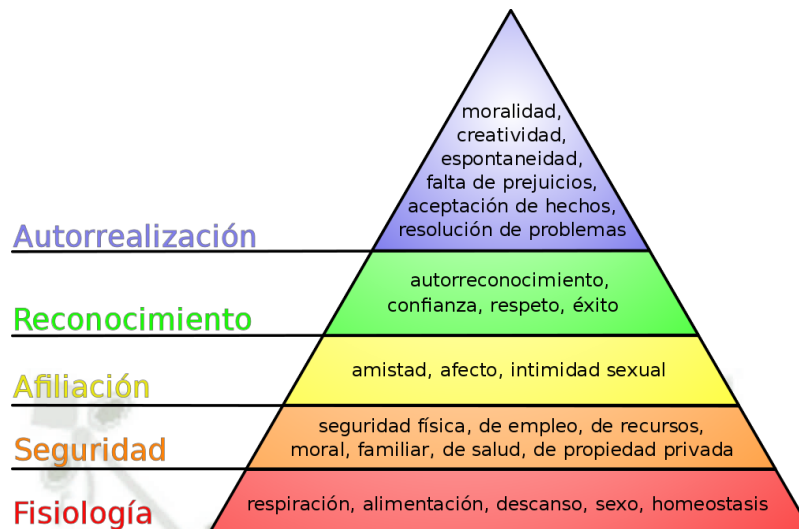 moralidad,
creatividad,
espontaneidad,
falta de prejuicios,
aceptación de hechos,
resolución de problemas
Autorrealización
autorreconocimiento,
confianza, respeto, éxito
Reconocimiento
amistad, afecto, intimidad sexual
Afiliación
seguridad física, de empleo, de recursos,
moral, familiar, de salud, de propiedad privada
Seguridad
respiración, alimentación, descanso, sexo, homeostasis
Fisiología